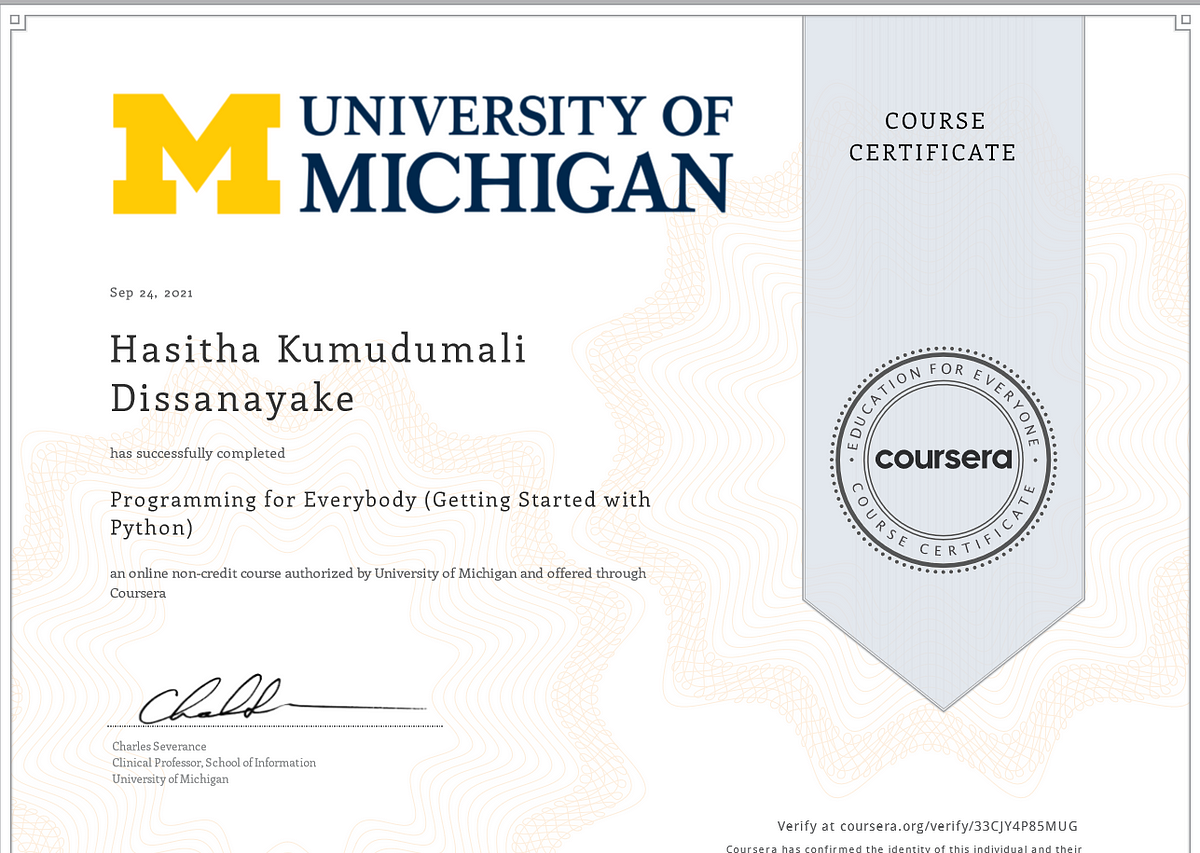 UNIVERSITY OF
MICHIGAN
COURSE
CERTIFICATE
Sep 24, 2021
Hasitha Kumudumali
Dissanayake
has successfully completed
Programming for Everybody (Getting Started with
Python)
an online non-credit course authorized by University of Michigan and offered through
Coursera
EDUCATION FOR EVERYONE
coursera
COURSE CERTIFICATE
Charles Severance
Clinical Professor, School of Information
University of Michigan
Verify at coursera.org/verify/33CJY4P85MUG
Coursera has confirmed the identity of this individual and their